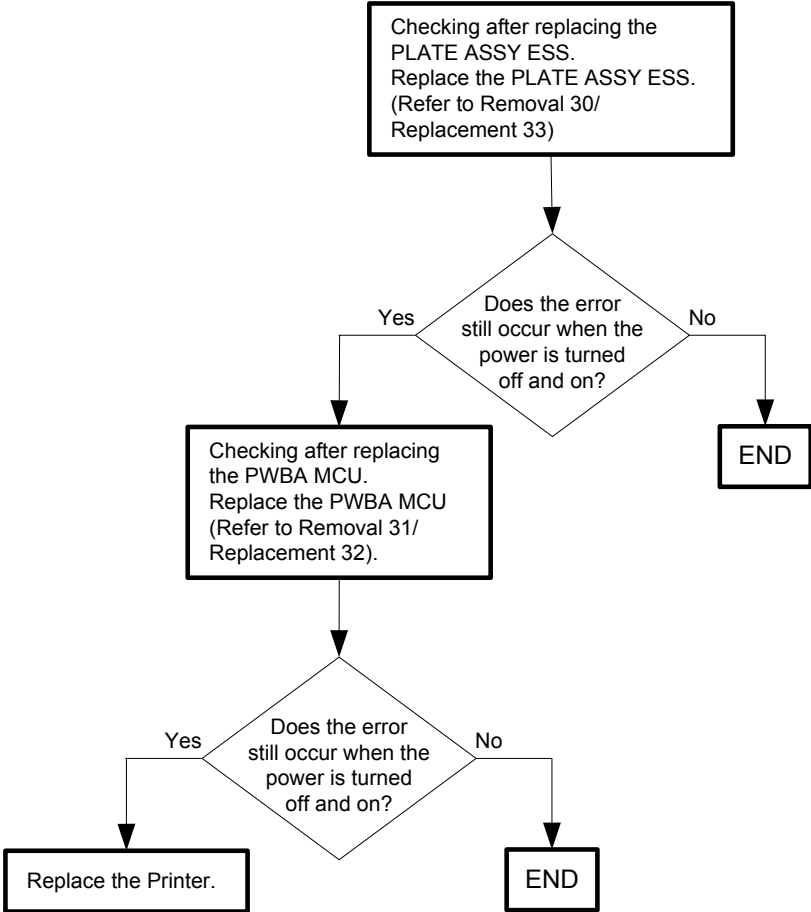 Checking after replacing the
PLATE ASSY ESS.
Replace the PLATE ASSY ESS.
(Refer to Removal 30/
Replacement 33)
Does the error
still occur when the
power is turned
off and on?
Yes
No
END
Checking after replacing
the PWBA MCU.
Replace the PWBA MCU
(Refer to Removal 31/
Replacement 32).
Does the error
still occur when the
power is turned
off and on?
Yes
No
Replace the Printer.
END